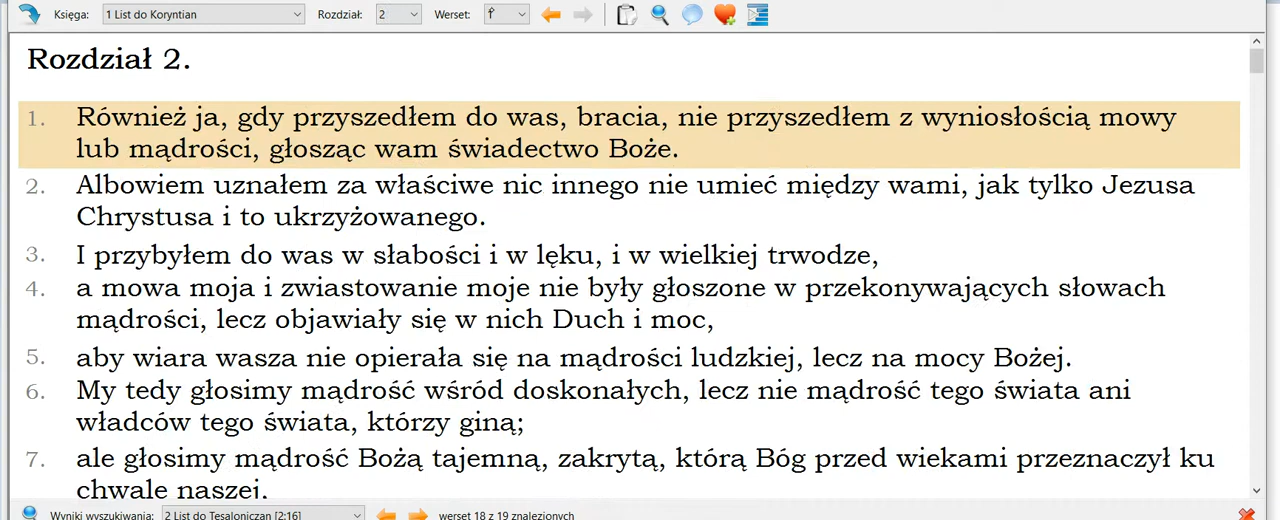 Księga: 1 List do Koryntian Rozdział: 2 Werset: 1
Rozdział 2.
1. Również ja, gdy przyszedłem do was, bracia, nie przyszedłem z wyniosłością mowy
lub mądrości, głosząc wam świadectwo Boże.
2. Albowiem uznałem za właściwe nic innego nie umieć między wami, jak tylko Jezusa
Chrystusa i to ukrzyżowanego.
3. I przybyłem do was w słabości i w lęku, i w wielkiej trwodze,
4. a mowa moja i zwiastowanie moje nie były głoszone w przekonywających słowach
mądrości, lecz objawiały się w nich Duch i moc,
5. aby wiara wasza nie opierała się na mądrości ludzkiej, lecz na mocy Bożej.
6. My tedy głosimy mądrość wśród doskonałych, lecz nie mądrość tego świata ani
władców tego świata, którzy giną;
7. ale głosimy mądrość Bożą tajemną, zakrytą, którą Bóg przed wiekami przeznaczył ku
chwale naszej,
Wyniki wyszukiwania: 2 List do Tesaloniczan [2:16] werset 18 z 19 znalezionych